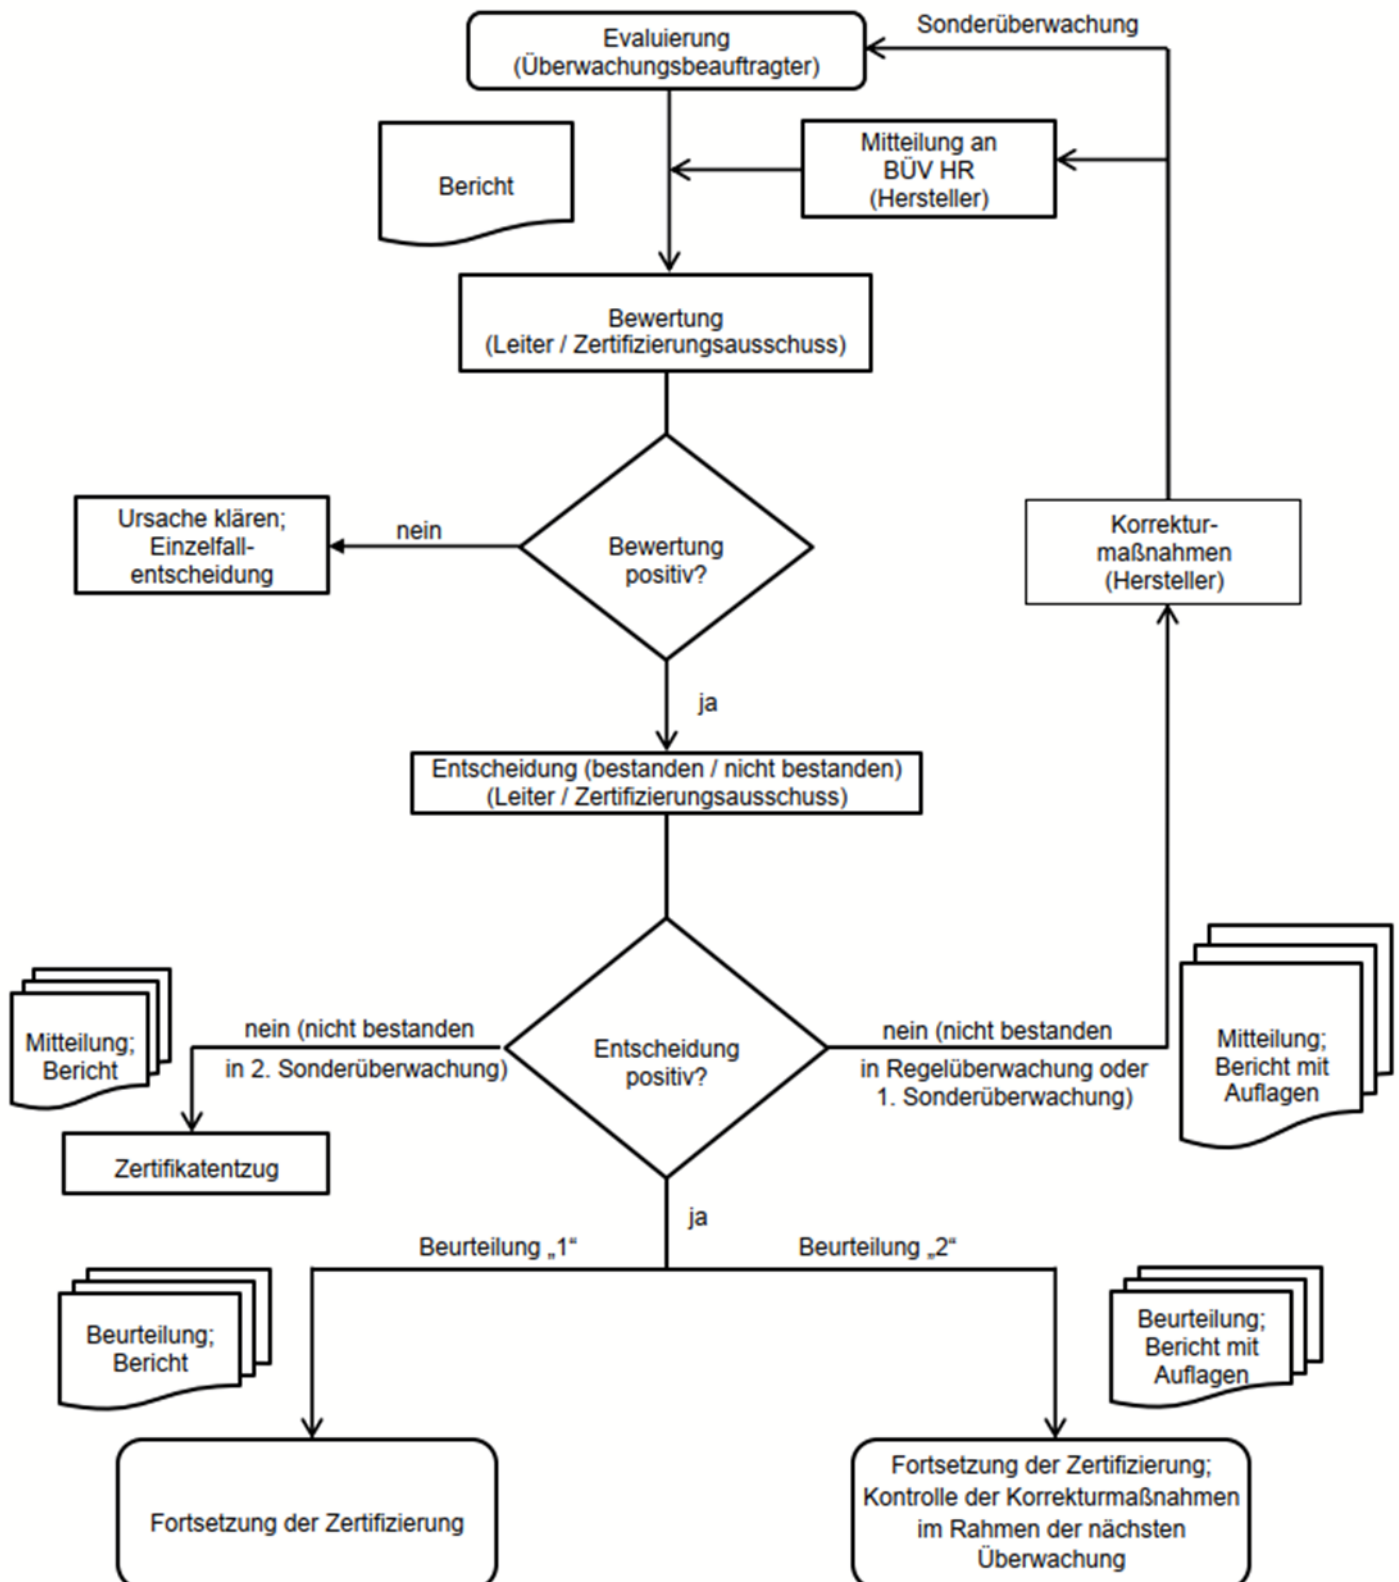 Sonderüberwachung
Evaluierung
(Überwachungsbeauftragter)
Mitteilung an
BÜV HR
(Hersteller)
Bericht
Bewertung
(Leiter / Zertifizierungsausschuss)
Ursache klären;
Einzelfall-
entscheidung
nein
Bewertung
positiv?
Korrektur-
maßnahmen
(Hersteller)
ja
Entscheidung (bestanden / nicht bestanden)
(Leiter / Zertifizierungsausschuss)
Mitteilung;
Bericht
nein (nicht bestanden
in 2. Sonderüberwachung)
Entscheidung
positiv?
nein (nicht bestanden
in Regelüberwachung oder
1. Sonderüberwachung)
Mitteilung;
Bericht mit
Auflagen
Zertifikatentzug
ja
Beurteilung „1“
Beurteilung „2“
Beurteilung;
Bericht
Beurteilung;
Bericht mit
Auflagen
Fortsetzung der Zertifizierung
Fortsetzung der Zertifizierung;
Kontrolle der Korrekturmaßnahmen
im Rahmen der nächsten
Überwachung